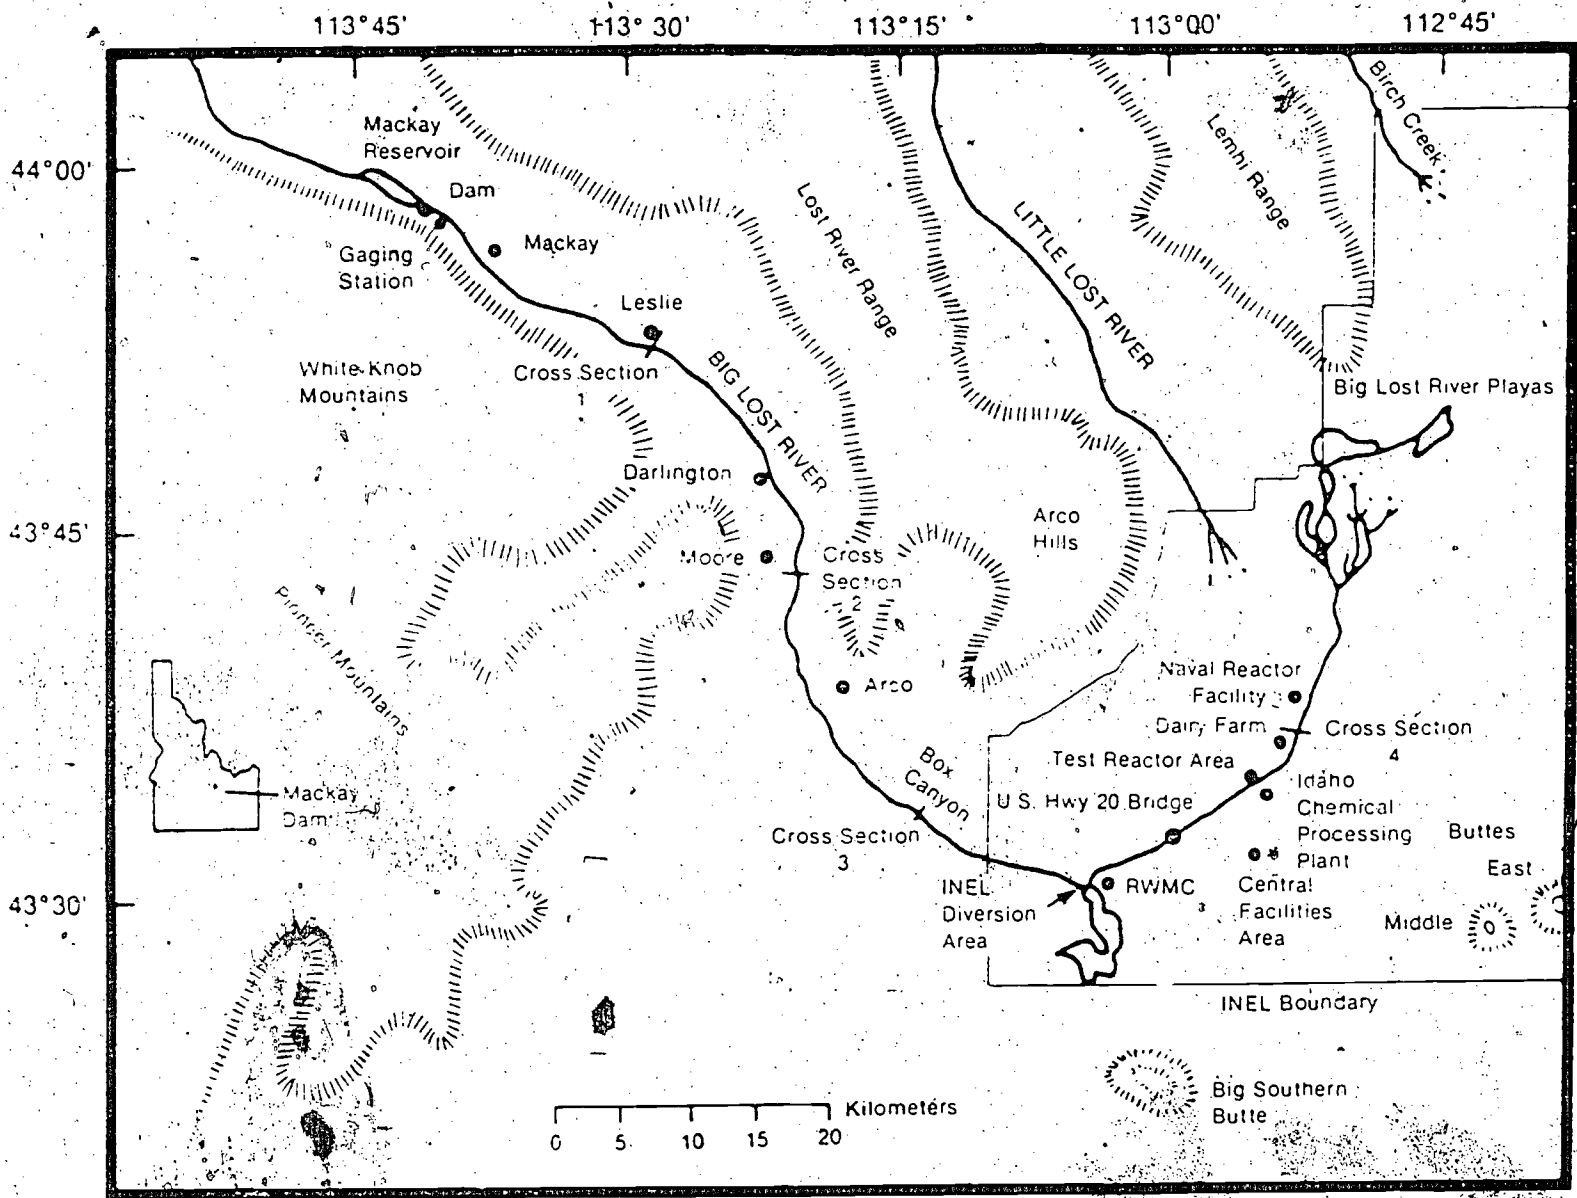 113°45'
113°30'
113°15'
113°00'
112°45'
44°00'
43°45'
43°30'
Mackay
Reservoir
Dam
Gaging
Station
Mackay
Leslie
White Knob
Mountains
Cross Section
1
BIG LOST RIVER
Lost River Range
LITTLE LOST RIVER
Lemhi Range
Birch Creek
Big Lost River Playas
Darlington
Moore
Cross
Section
2
Arco
Hills
Pioneer Mountains
Arco
Mackay
Dam
Box
Canyon
Cross Section
3
Naval Reactor
Facility
Dairy Farm
Cross Section
4
Test Reactor Area
U.S. Hwy 20 Bridge
Idaho
Chemical
Processing
Plant
Buttes
East
Middle
INEL
Diversion
Area
RWMC
Central
Facilities
Area
INEL Boundary
Big Southern
Butte
Kilometers
0 5 10 15 20